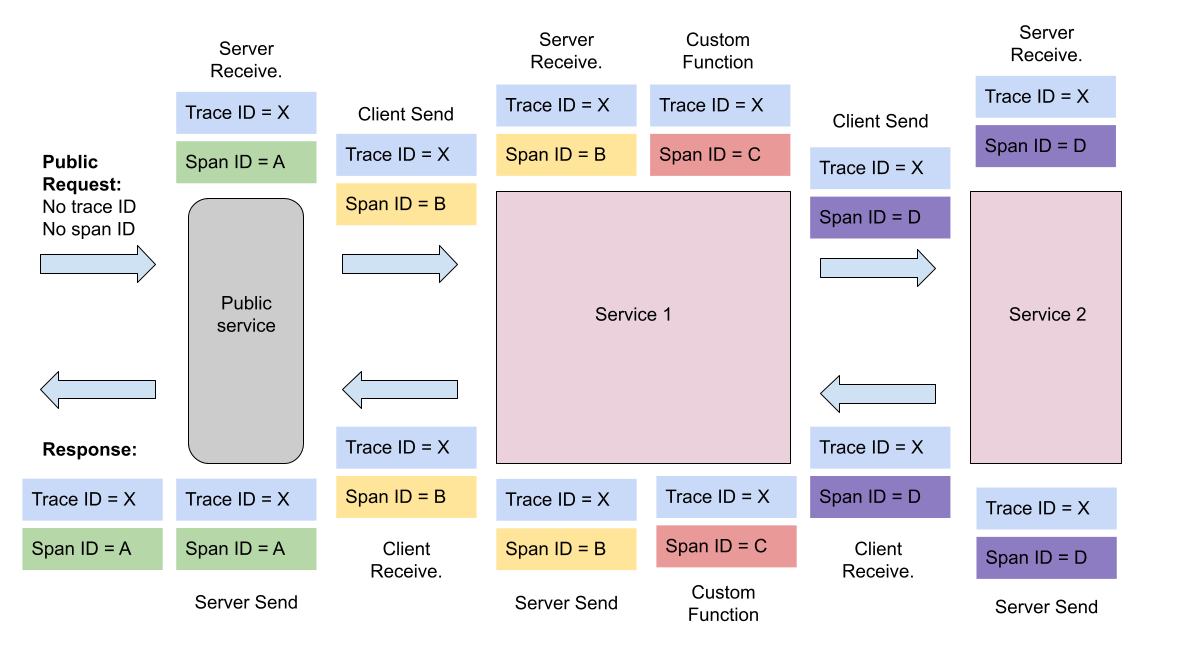 Server
Receive.
Trace ID = X
Span ID = A
Public
Request:
No trace ID
No span ID
Public
service
Response:
Trace ID = X
Span ID = A
Trace ID = X
Span ID = A
Server Send
Client Send
Trace ID = X
Span ID = B
Trace ID = X
Span ID = B
Client
Receive.
Server
Receive.
Trace ID = X
Span ID = B
Custom
Function
Trace ID = X
Span ID = C
Service 1
Trace ID = X
Span ID = B
Server Send
Trace ID = X
Span ID = C
Custom
Function
Client Send
Trace ID = X
Span ID = D
Trace ID = X
Span ID = D
Client
Receive.
Server
Receive.
Trace ID = X
Span ID = D
Service 2
Trace ID = X
Span ID = D
Server Send